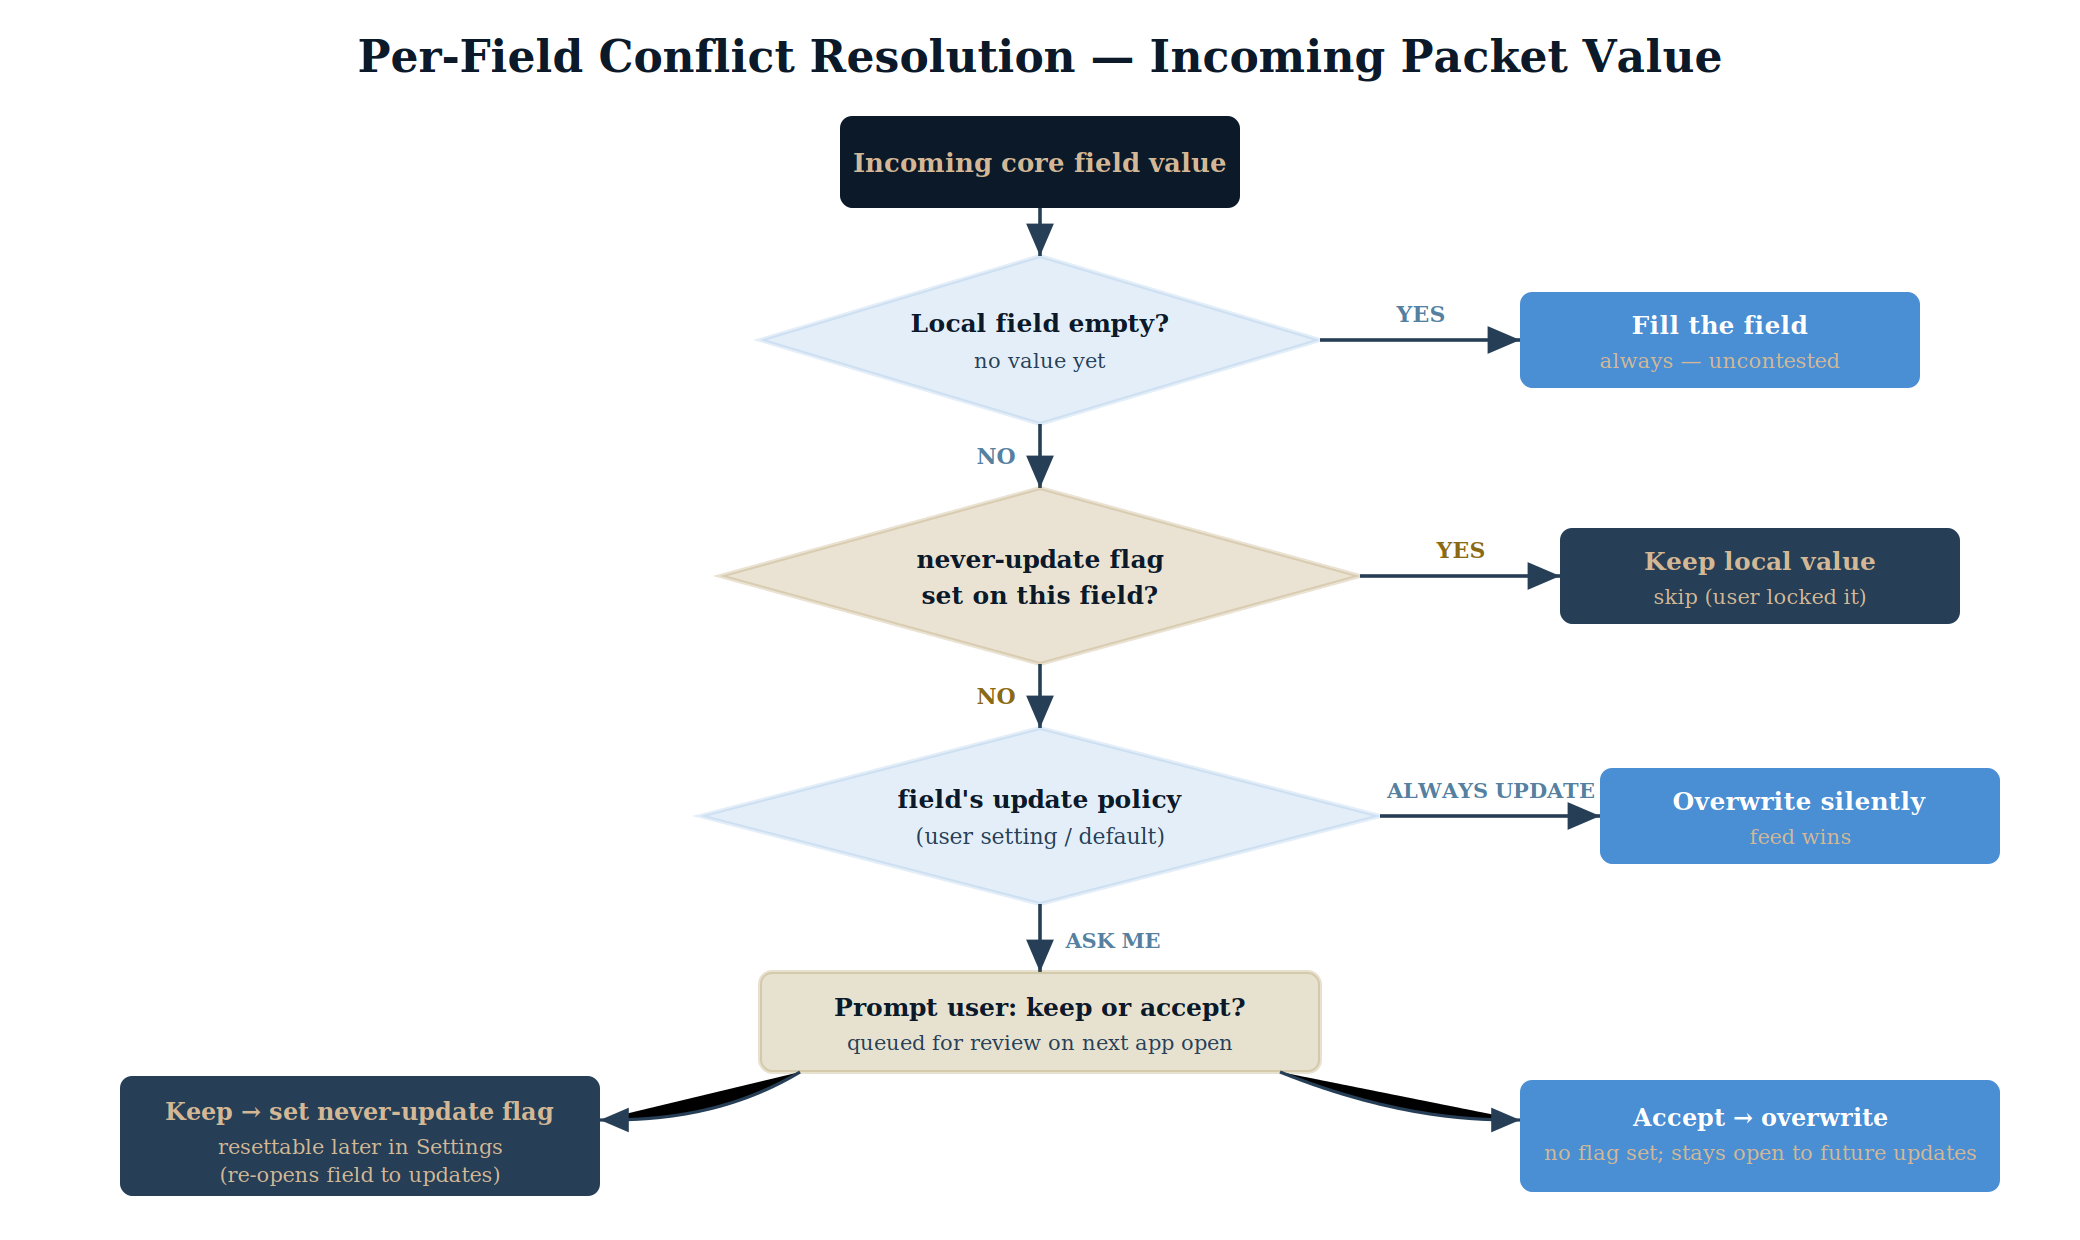 Per-Field Conflict Resolution — Incoming Packet Value
Incoming core field value
Local field empty?
no value yet
YES
Fill the field
always — uncontested
NO
never-update flag
set on this field?
YES
Keep local value
skip (user locked it)
NO
field's update policy
(user setting / default)
ALWAYS UPDATE
Overwrite silently
feed wins
ASK ME
Prompt user: keep or accept?
queued for review on next app open
Keep → set never-update flag
resettable later in Settings
(re-opens field to updates)
Accept → overwrite
no flag set; stays open to future updates